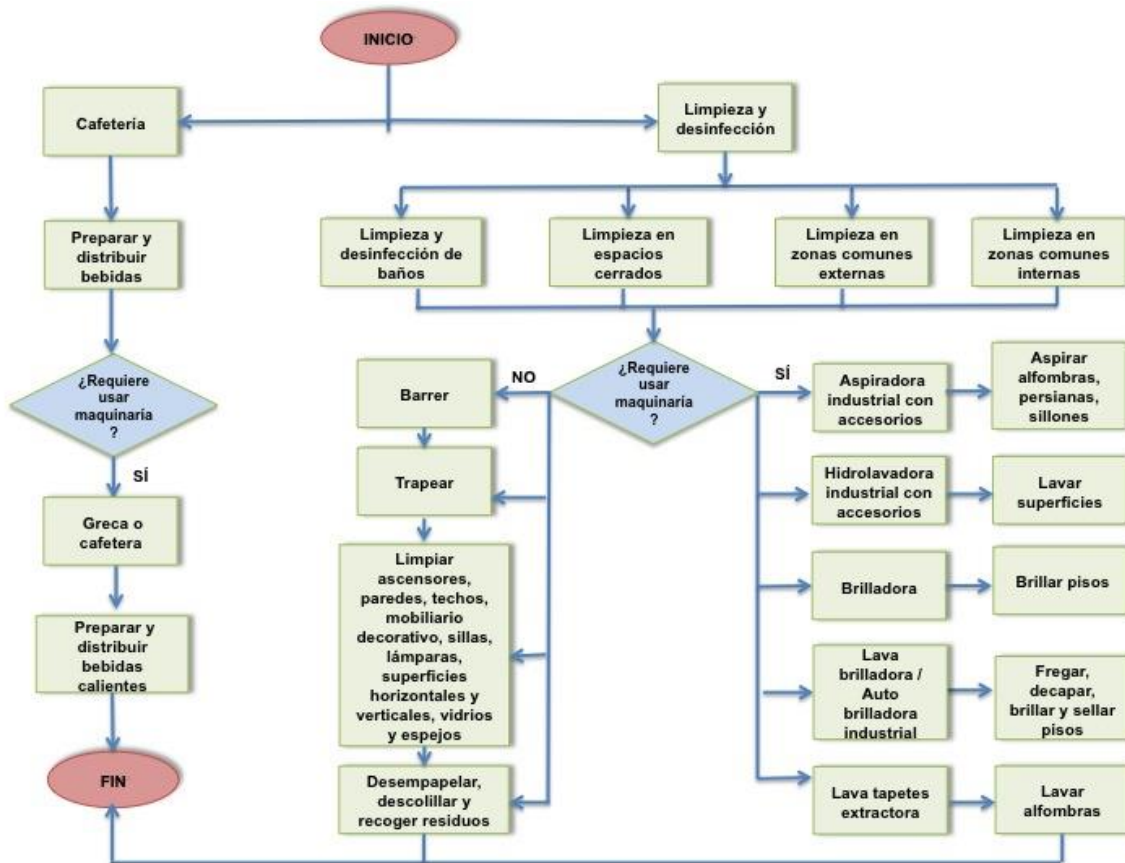 INICIO
Cafetería
Limpieza y
desinfección
Preparar y
distribuir
bebidas
Limpieza y
desinfección de
baños
Limpieza en
espacios
cerrados
Limpieza en
zonas comunes
externas
Limpieza en
zonas comunes
internas
¿Requiere
usar
maquinaría
?
SÍ
Greca o
cafetera
Preparar y
distribuir
bebidas
calientes
FIN
¿Requiere
usar
maquinaría
?
NO
Barrer
Trapear
Limpiar
ascensores,
paredes, techos,
mobiliario
decorativo, sillas,
lámparas,
superficies
horizontales y
verticales, vidrios
y espejos
Desempapelar,
descolillar y
recoger residuos
SÍ
Aspiradora
industrial con
accesorios
Aspirar
alfombras,
persianas,
sillones
Hidrolavadora
industrial con
accesorios
Lavar
superficies
Brilladora
Brillar pisos
Lava
brilladora /
Auto
brilladora
industrial
Fregar,
decapar,
brillar y sellar
pisos
Lava tapetes
extractora
Lavar
alfombras